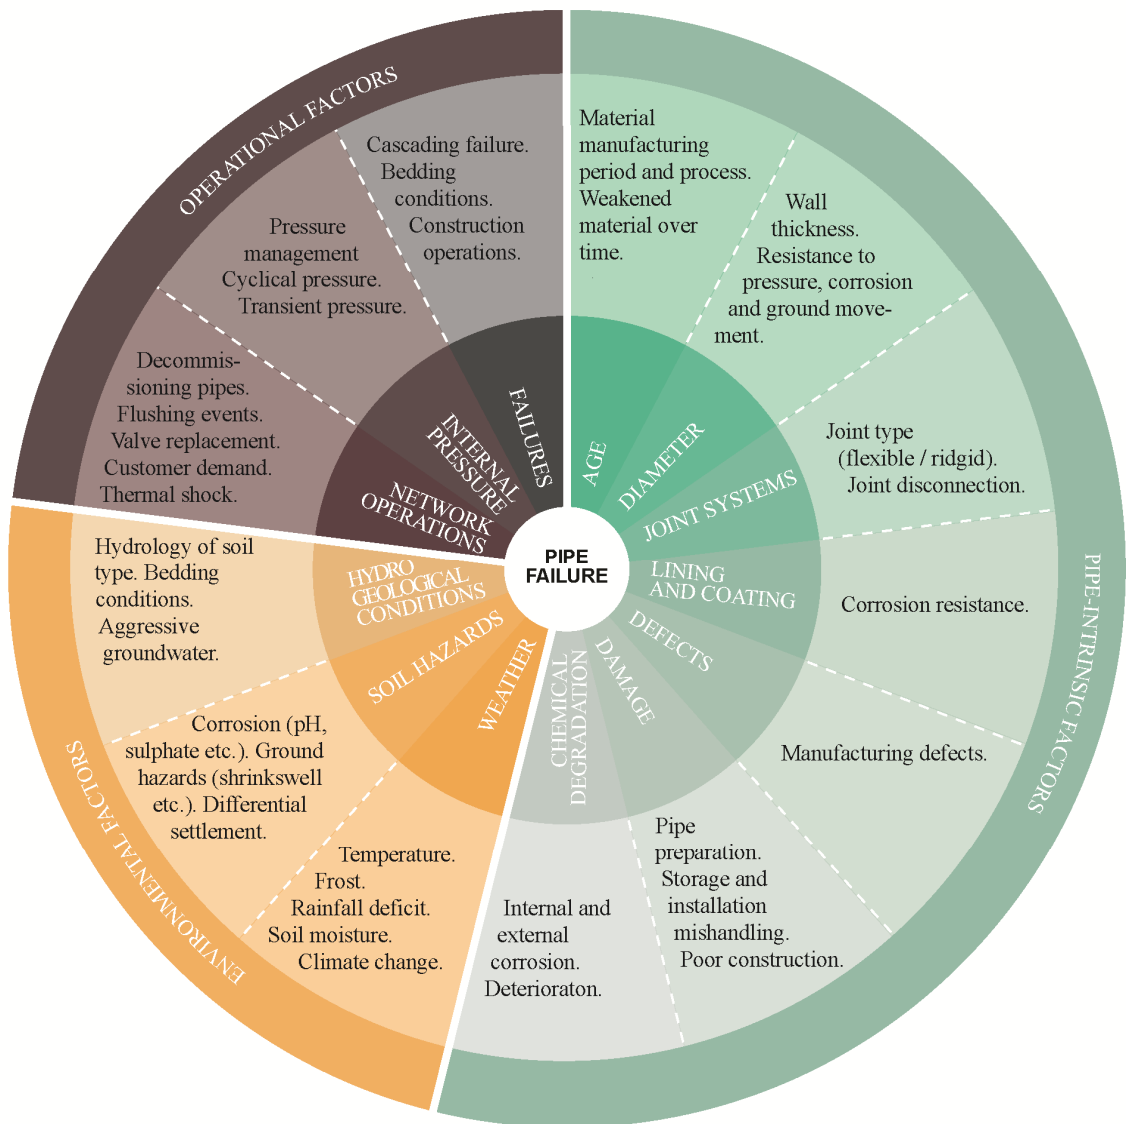 OPERATIONAL FACTORS
Cascading failure.
Bedding
conditions.
Construction
operations.
Pressure
management
Cyclical pressure.
Transient pressure.
Decommis-
sioning pipes.
Flushing events.
Valve replacement.
Customer demand.
Thermal shock.
FAILURES
INTERNAL
PRESSURE
NETWORK
OPERATIONS
Material
manufacturing
period and process.
Weakened
material over
time.
Wall
thickness.
Resistance to
pressure, corrosion
and ground move-
ment.
Joint type
(flexible / ridgid).
Joint disconnection.
Corrosion resistance.
Manufacturing defects.
Pipe
preparation.
Storage and
installation
mishandling.
Poor construction.
Internal and
external
corrosion.
Deterioraton.
AGE
DIAMETER
JOINT SYSTEMS
LINING
AND COATING
DEFECTS
DAMAGE
CHEMICAL
DEGRADATION
PIPE-INTRINSIC FACTORS
PIPE
FAILURE
HYDRO
GEOLOGICAL
CONDITIONS
SOIL HAZARDS
WEATHER
Hydrology of soil
type. Bedding
conditions.
Aggressive
groundwater.
Corrosion (pH,
sulphate etc.). Ground
hazards (shrinkswell
etc.). Differential
settlement.
Temperature.
Frost.
Rainfall deficit.
Soil moisture.
Climate change.
ENVIRONMENTAL FACTORS